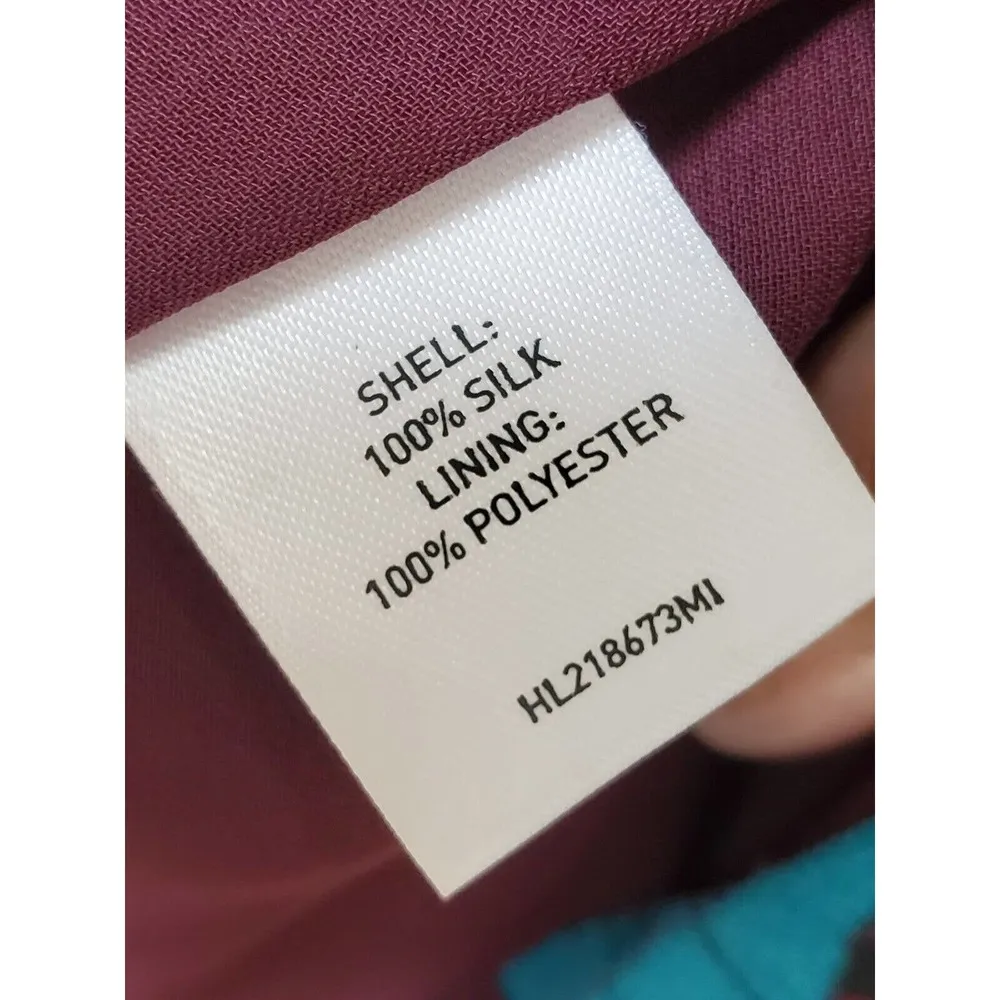 SHELL:
100% SILK
LINING:
100% POLYESTER
HL218673MI